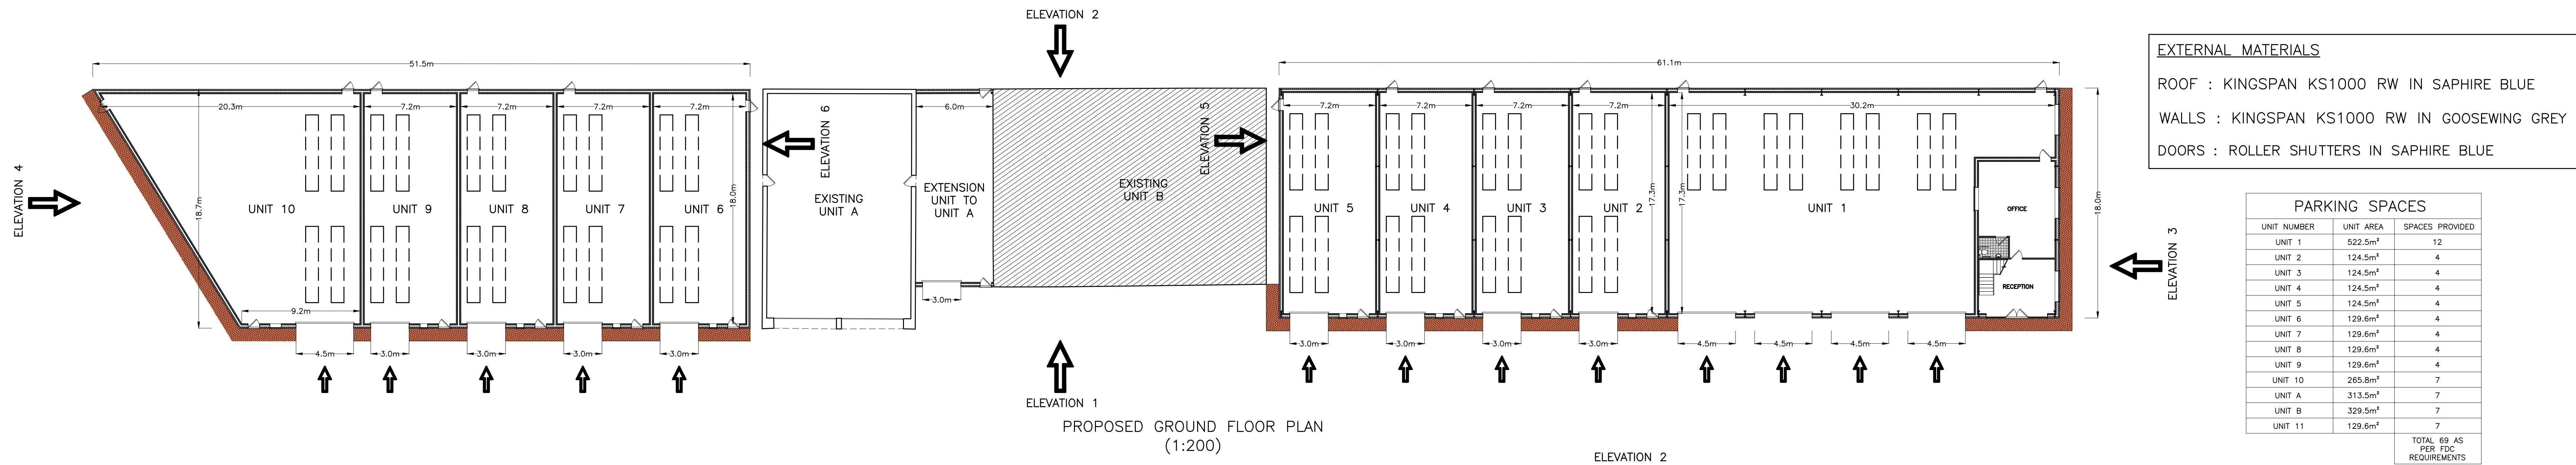 ELEVATION 2
51.5m
20.3m
7.2m
7.2m
7.2m
7.2m
18.7m
18.0m
9.2m
UNIT 10
UNIT 9
UNIT 8
UNIT 7
UNIT 6
4.5m
3.0m
3.0m
3.0m
3.0m
ELEVATION 4
ELEVATION 6
EXISTING
UNIT A
6.0m
EXTENSION
UNIT TO
UNIT A
3.0m
EXISTING
UNIT B
ELEVATION 5
61.1m
7.2m
7.2m
7.2m
7.2m
30.2m
17.3m
17.3m
18.0m
UNIT 5
UNIT 4
UNIT 3
UNIT 2
UNIT 1
OFFICE
RECEPTION
3.0m
3.0m
3.0m
3.0m
4.5m
4.5m
4.5m
4.5m
ELEVATION 3
ELEVATION 1
PROPOSED GROUND FLOOR PLAN
(1:200)
ELEVATION 2
EXTERNAL MATERIALS
ROOF : KINGSPAN KS1000 RW IN SAPHIRE BLUE
WALLS : KINGSPAN KS1000 RW IN GOOSEWING GREY
DOORS : ROLLER SHUTTERS IN SAPHIRE BLUE
PARKING SPACES
UNIT NUMBER UNIT AREA SPACES PROVIDED
UNIT 1 522.5m² 12
UNIT 2 124.5m² 4
UNIT 3 124.5m² 4
UNIT 4 124.5m² 4
UNIT 5 124.5m² 4
UNIT 6 129.6m² 4
UNIT 7 129.6m² 4
UNIT 8 129.6m² 4
UNIT 9 129.6m² 4
UNIT 10 265.8m² 7
UNIT A 313.5m² 7
UNIT B 329.5m² 7
UNIT 11 129.6m² 7
TOTAL 69 AS
PER FDC
REQUIREMENTS